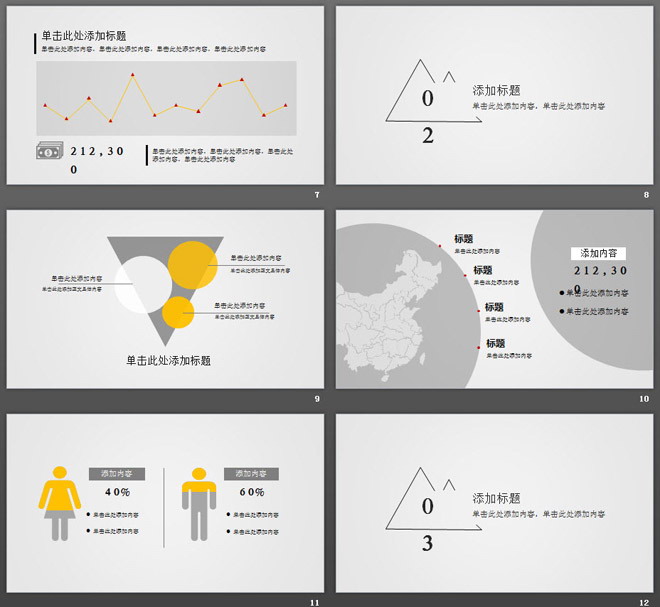 单击此处添加标题
单击此处添加内容，单击此处添加内容，单击此处添加内容，单击此处添加内容
212,30
0
单击此处添加内容，单击此处添加内容，单击此处
添加内容，单击此处添加内容
7
0
2
添加标题
单击此处添加内容，单击此处添加内容
8
单击此处添加内容
单击此处添加正文具体内容
单击此处添加内容
单击此处添加正文具体内容
单击此处添加内容
单击此处添加正文具体内容
单击此处添加标题
9
标题
单击此处添加内容
标题
单击此处添加内容
标题
单击此处添加内容
标题
单击此处添加内容
添加内容
212,30
0
●单击此处添加内容
●单击此处添加内容
10
添加内容
40%
●单击此处添加内容
●单击此处添加内容
添加内容
60%
●单击此处添加内容
●单击此处添加内容
11
0
3
添加标题
单击此处添加内容，单击此处添加内容
12